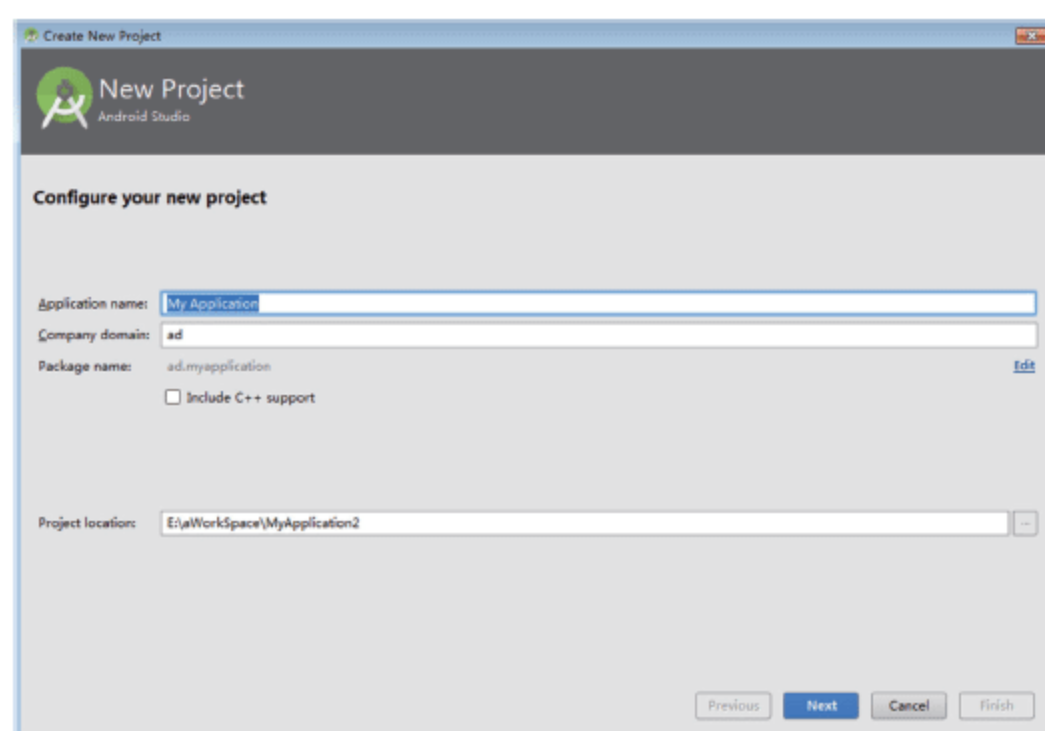 Create New Project
New Project
Android Studio
Configure your new project
Application name: My Application
Company domain: ad
Package name: ad.myapplication Edit
Include C++ support
Project location: E:\aWorkSpace\MyApplication2 ...
Previous Next Cancel Finish